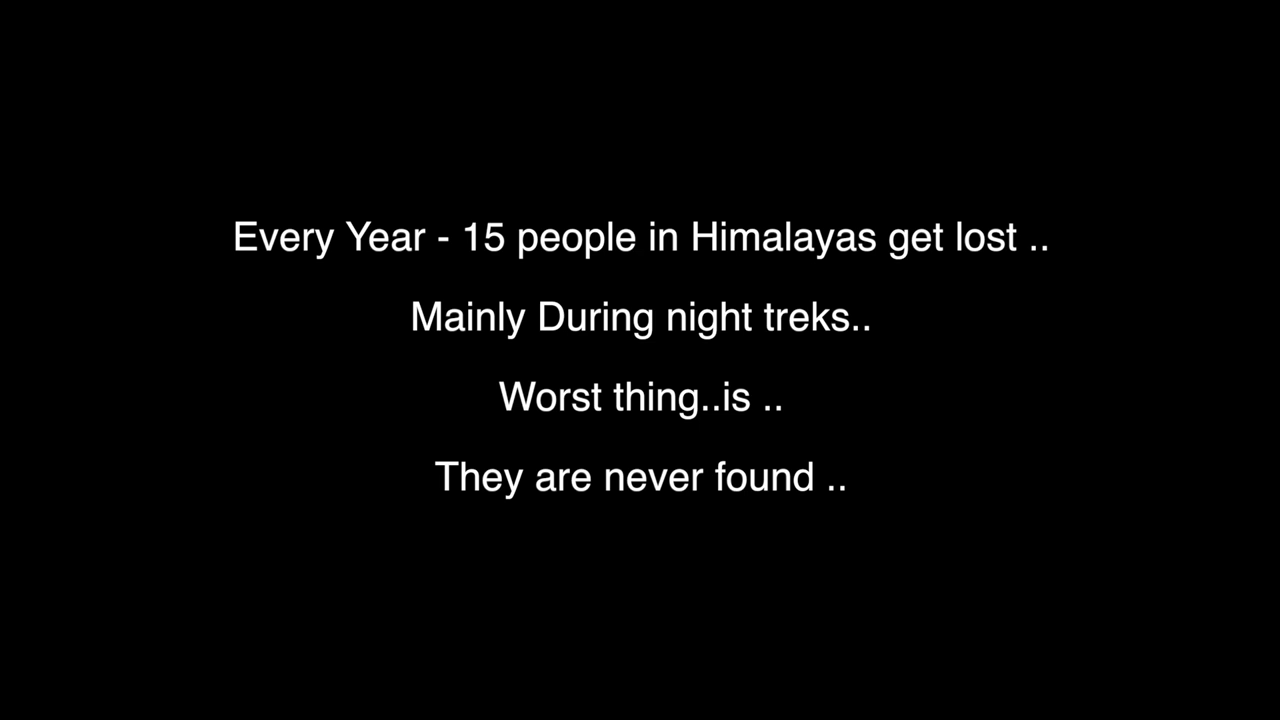 Every Year - 15 people in Himalayas get lost ..
Mainly During night treks..
Worst thing..is ..
They are never found ..